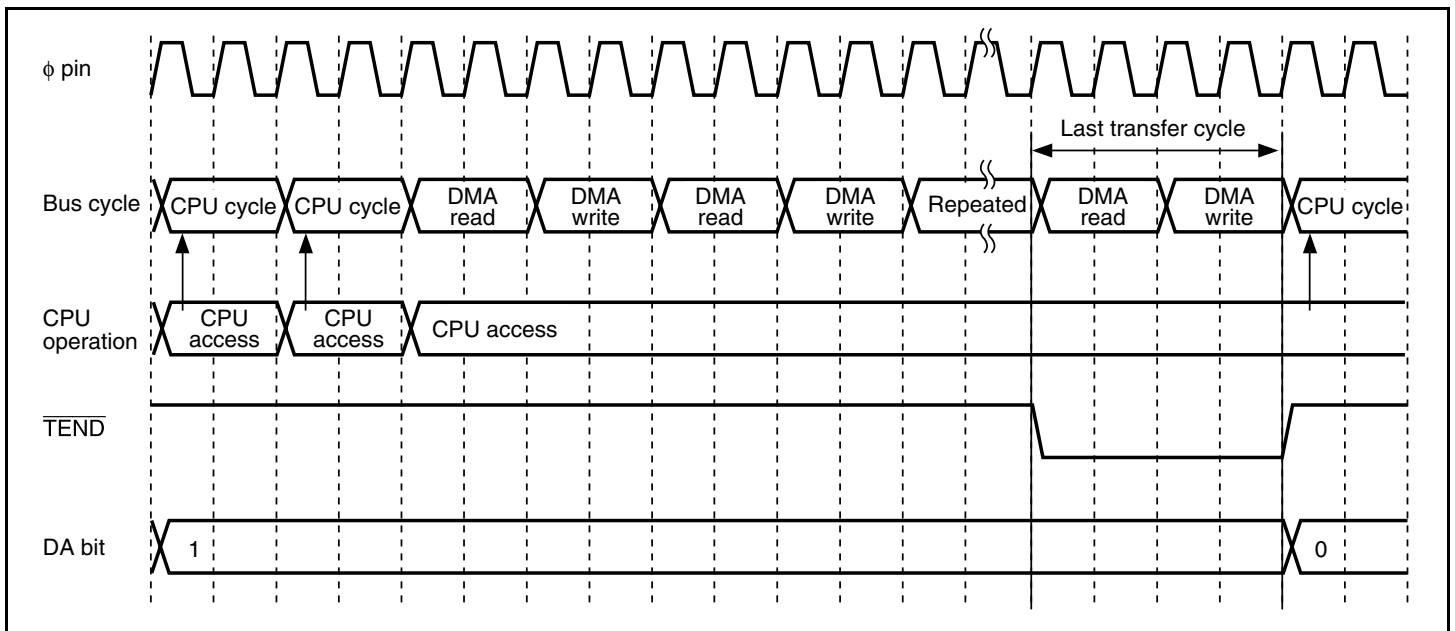 φ pin
Last transfer cycle
Bus cycle
CPU cycle
CPU cycle
DMA
read
DMA
write
DMA
read
DMA
write
Repeated
DMA
read
DMA
write
CPU cycle
CPU
operation
CPU
access
CPU
access
CPU access
TEND
DA bit
1
0